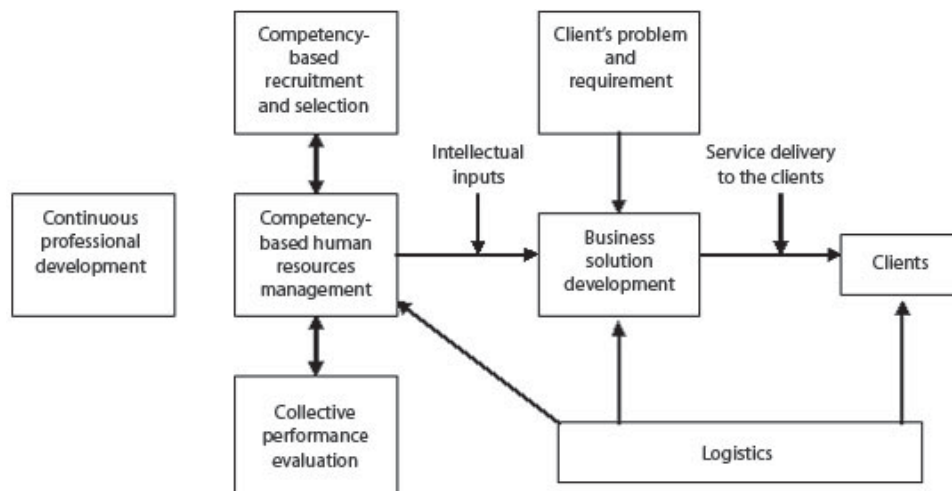 Competency-
based
recruitment
and selection
Client's problem
and
requirement
Intellectual
inputs
Service delivery
to the clients
Continuous
professional
development
Competency-
based human
resources
management
Business
solution
development
Clients
Collective
performance
evaluation
Logistics